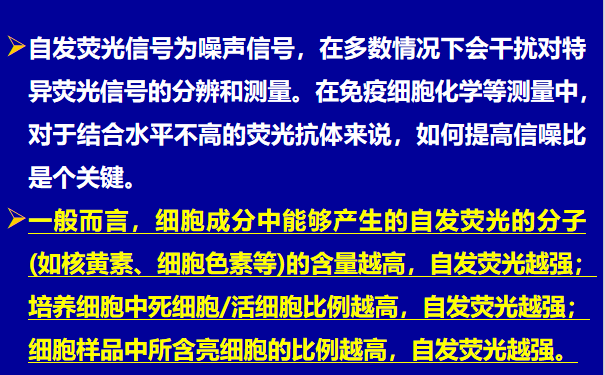 自发荧光信号为噪声信号，在多数情况下会干扰对特
异荧光信号的分辨和测量。在免疫细胞化学等测量中，
对于结合水平不高的荧光抗体来说，如何提高信噪比
是个关键。
一般而言，细胞成分中能够产生的自发荧光的分子
(如核黄素、细胞色素等)的含量越高，自发荧光越强；
培养细胞中死细胞/活细胞比例越高，自发荧光越强；
细胞样品中所含亮细胞的比例越高，自发荧光越强。